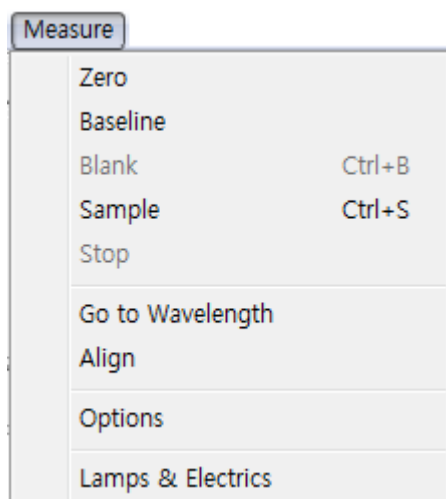 Measure
Zero
Baseline
Blank Ctrl+B
Sample Ctrl+S
Stop
Go to Wavelength
Align
Options
Lamps & Electrics